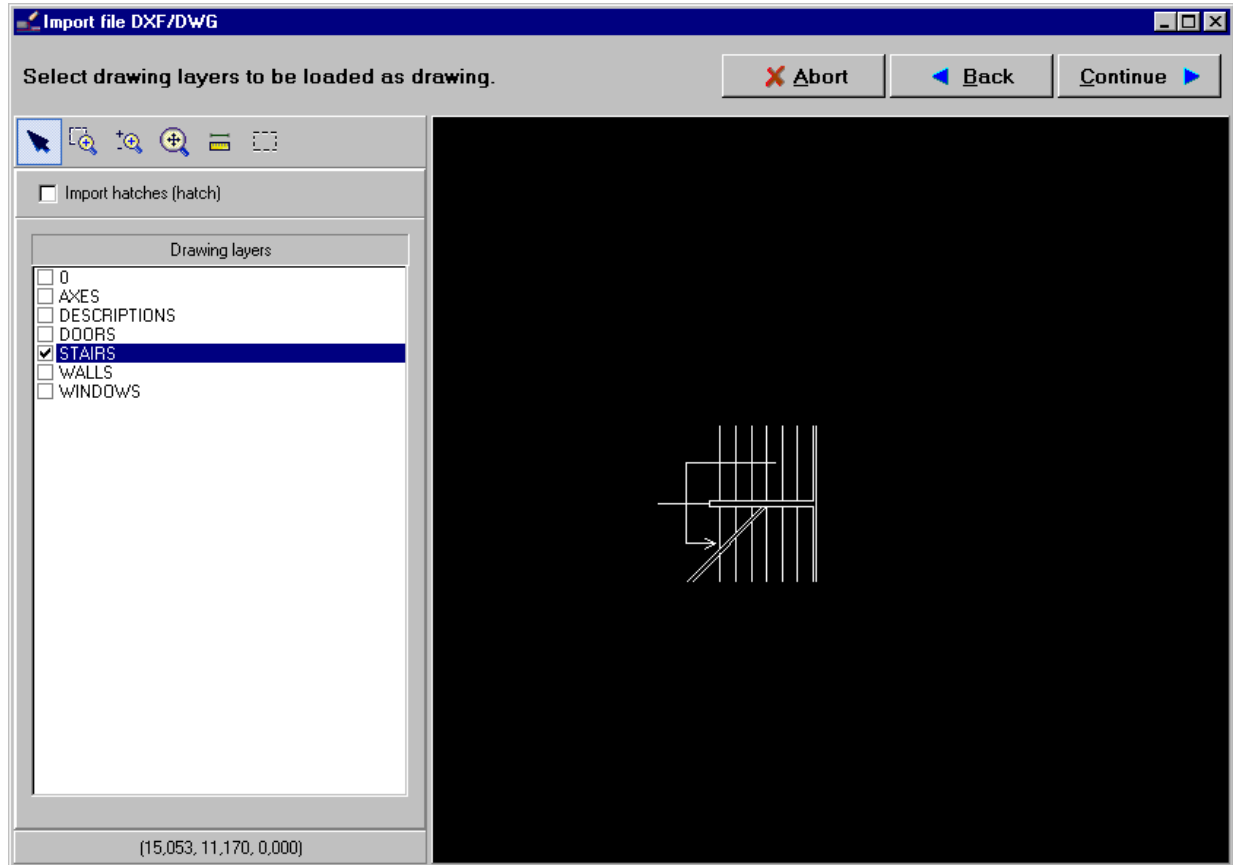 Import file DXF/DWG
Select drawing layers to be loaded as drawing.
Abort
Back
Continue
Import hatches (hatch)
Drawing layers
0
AXES
DESCRIPTIONS
DOORS
STAIRS
WALLS
WINDOWS
(15,053, 11,170, 0,000)